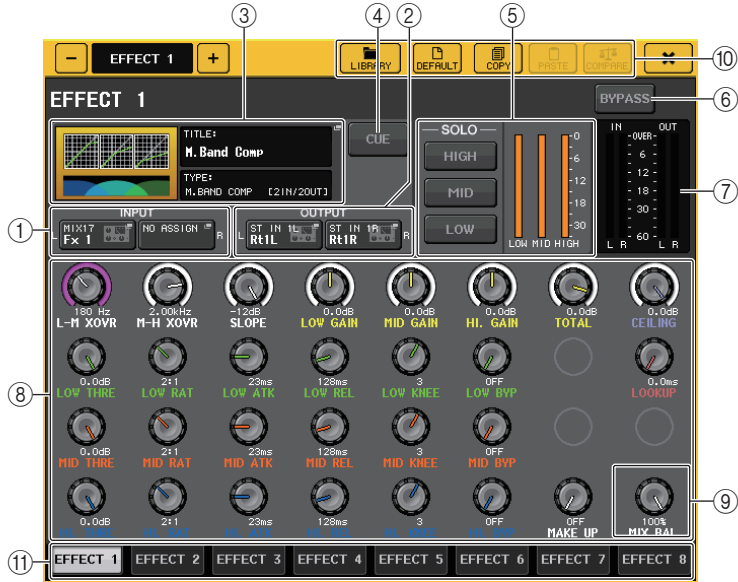 ③ ④ ② ⑤
− EFFECT 1 + LIBRARY DEFAULT COPY PASTE COMPARE ✖ ⑩
EFFECT 1 BYPASS ⑥
TITLE:
M.Band Comp
TYPE:
M.BAND COMP [2IN/2OUT]
CUE
SOLO
HIGH
MID
LOW
0
-6
-12
-18
-30
LOW MID HIGH
IN OUT
-OVER-
6
12
18
30
60
L R L R
⑦
① INPUT
L MIX17 Fx 1 NO ASSIGN R
OUTPUT
L ST IN 1L Rt1L ST IN 1R Rt1R R
⑧
180 Hz 2.00kHz -12dB 0.0dB 0.0dB 0.0dB 0.0dB 0.0dB
L-M XOVR M-H XOVR SLOPE LOW GAIN MID GAIN HI. GAIN TOTAL CEILING
0.0dB 2:1 23ms 128ms 3 OFF 0.0ms
LOW THRE LOW RAT LOW ATK LOW REL LOW KNEE LOW BYP LOOKUP
0.0dB 2:1 23ms 128ms 3 OFF
MID THRE MID RAT MID ATK MID REL MID KNEE MID BYP
0.0dB 2:1 23ms 128ms 3 OFF OFF 100%
MAKE UP MIX BAL
⑨
⑪ EFFECT 1 EFFECT 2 EFFECT 3 EFFECT 4 EFFECT 5 EFFECT 6 EFFECT 7 EFFECT 8